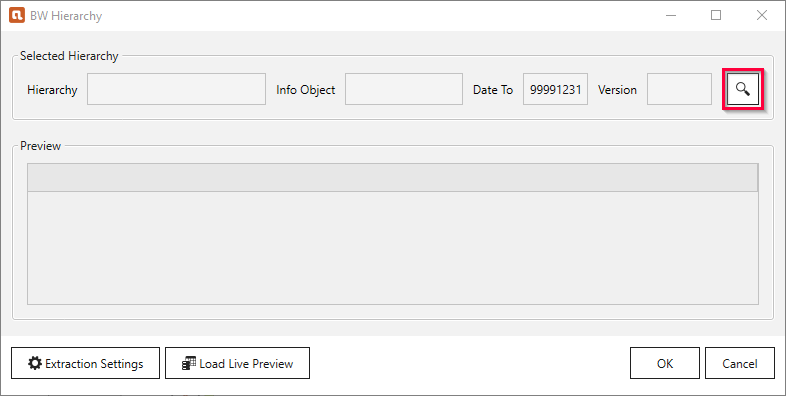 BW Hierarchy
Selected Hierarchy
Hierarchy Info Object Date To 99991231 Version
Preview
Extraction Settings Load Live Preview OK Cancel